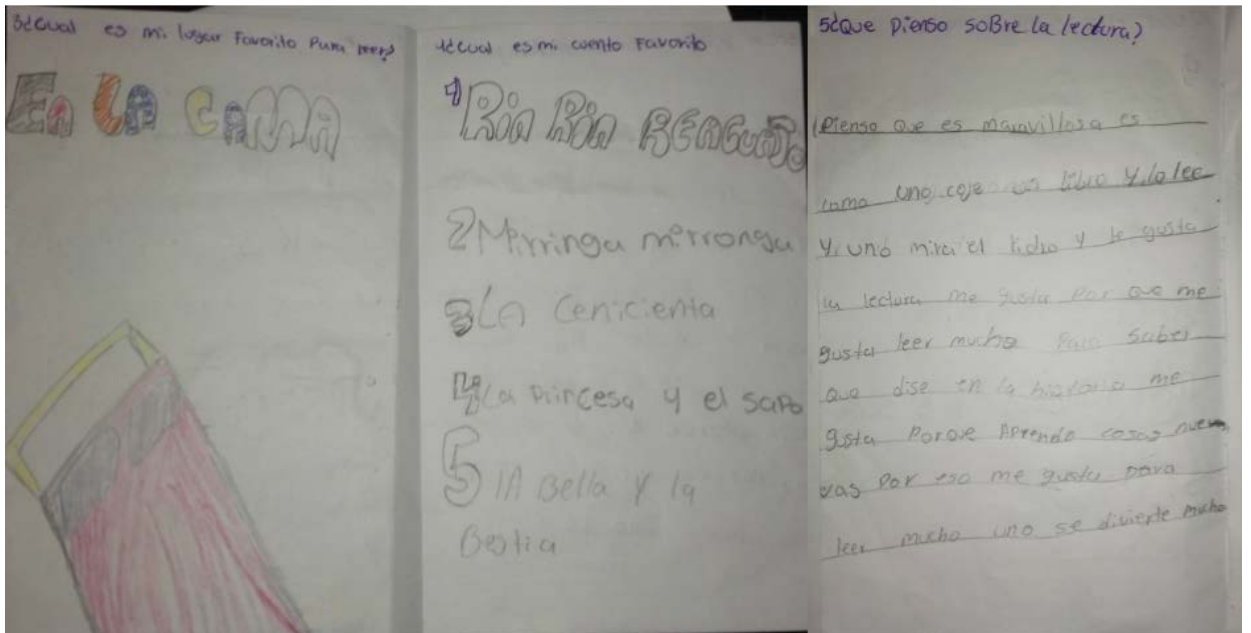 3¿Cual es mi lugar Favorito Para leer?
En LA CAMA
4¿Cual es mi cuento Favorito
1 Rin Rin RENACUAJO
2 Mirringa mirronga
3 LA Cenicienta
4 La Princesa y el sapo
5 lA Bella y la
Bestia
5¿Que pienso soBre la lectura?
Pienso que es maravillosa es
como uno coje un libro y lo lee
y uno mira el libro y le gusta
la lectura me gusta por que me
gusta leer mucho Para saber
que dise en la historia me
gusta Porque Aprendo cosas nue
vas Por eso me gusta para
leer mucho uno se divierte mucho